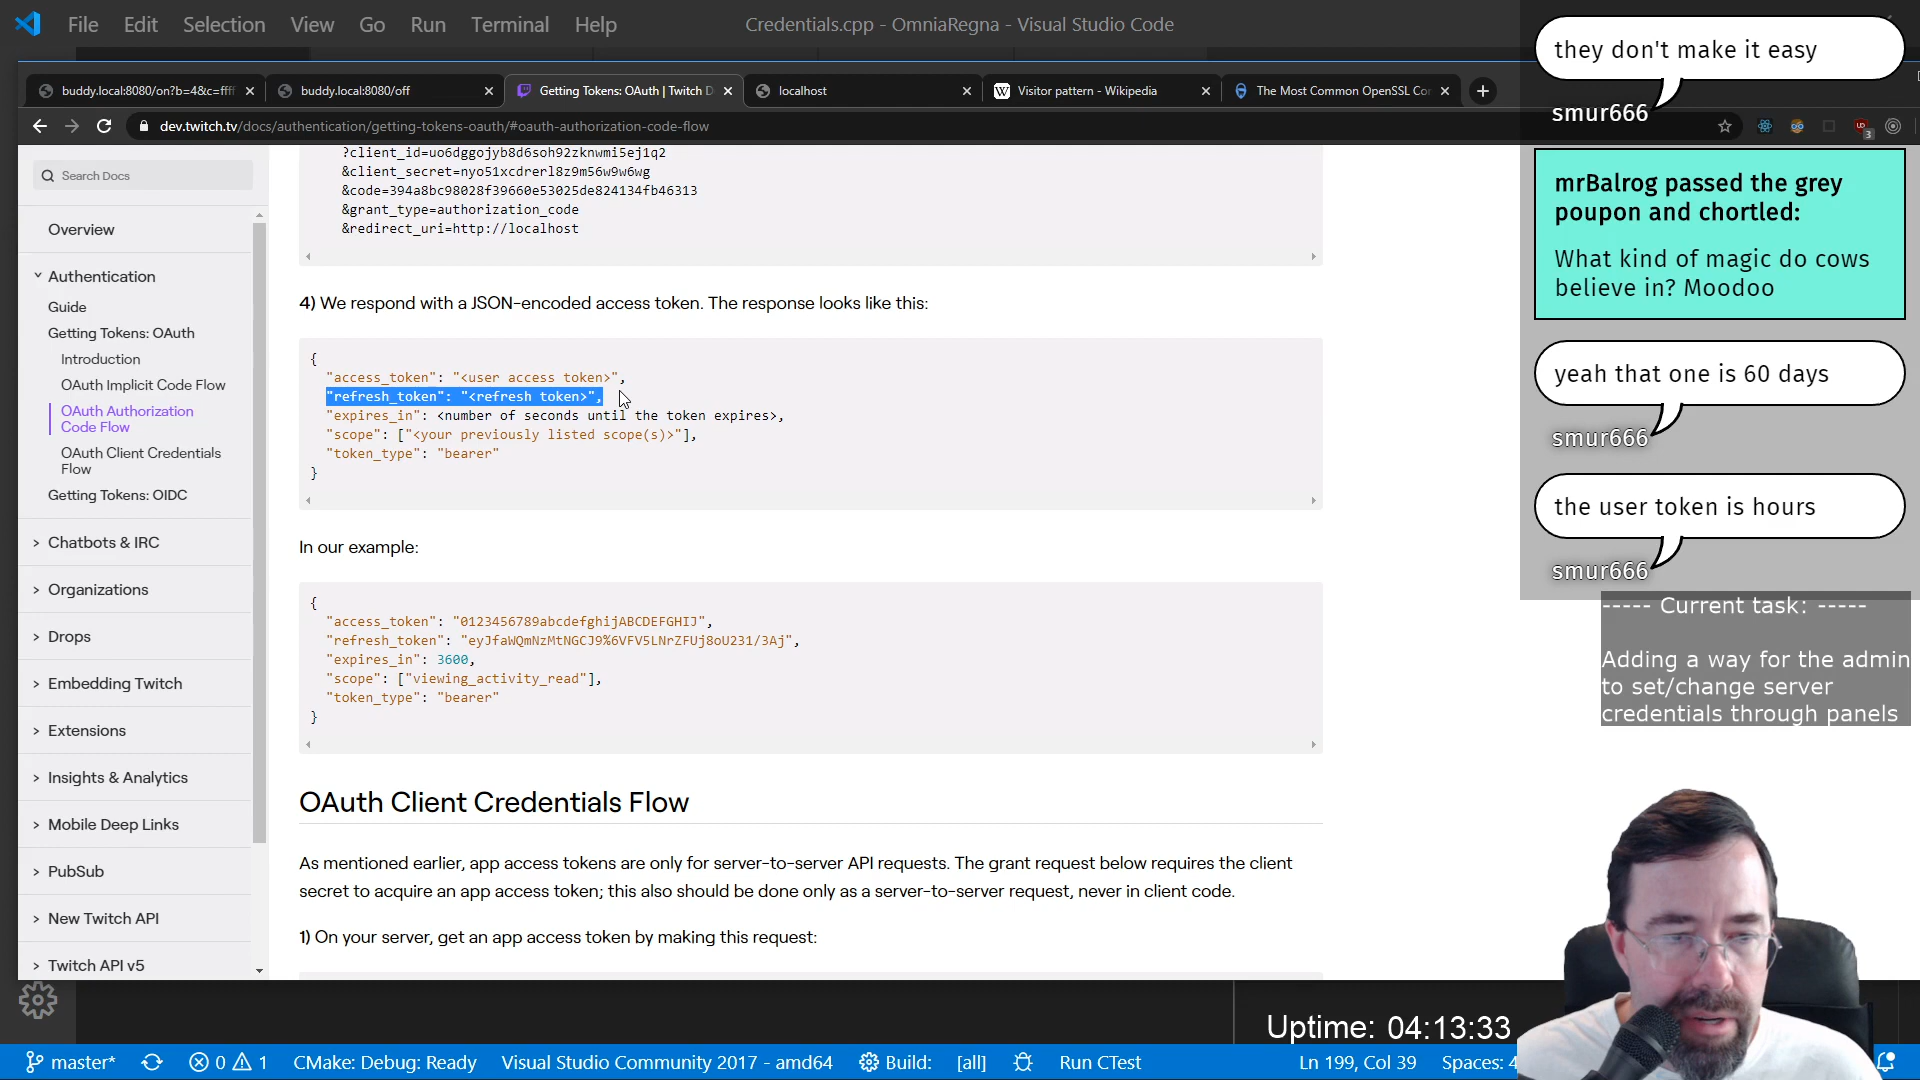 File Edit Selection View Go Run Terminal Help
Credentials.cpp - OmniaRegna - Visual Studio Code
buddy.local:8080/on?b=4&c=ffff
buddy.local:8080/off
Getting Tokens: OAuth | Twitch D
localhost
Visitor pattern - Wikipedia
The Most Common OpenSSL Co
dev.twitch.tv/docs/authentication/getting-tokens-oauth/#oauth-authorization-code-flow
3
Search Docs
Overview
Authentication
Guide
Getting Tokens: OAuth
Introduction
OAuth Implicit Code Flow
OAuth Authorization
Code Flow
OAuth Client Credentials
Flow
Getting Tokens: OIDC
Chatbots & IRC
Organizations
Drops
Embedding Twitch
Extensions
Insights & Analytics
Mobile Deep Links
PubSub
New Twitch API
Twitch API v5
?client_id=uo6dggojyb8d6soh92zknwmi5ej1q2
&client_secret=nyo51xcdrerl8z9m56w9w6wg
&code=394a8bc98028f39660e53025de824134fb46313
&grant_type=authorization_code
&redirect_uri=http://localhost
4) We respond with a JSON-encoded access token. The response looks like this:
{
"access_token": "<user access token>",
"refresh_token": "<refresh token>",
"expires_in": <number of seconds until the token expires>,
"scope": ["<your previously listed scope(s)>"],
"token_type": "bearer"
}
In our example:
{
"access_token": "0123456789abcdefghijABCDEFGHIJ",
"refresh_token": "eyJfaWQmNzMtNGCJ9%6VFV5LNrZFUj8oU231/3Aj",
"expires_in": 3600,
"scope": ["viewing_activity_read"],
"token_type": "bearer"
}
OAuth Client Credentials Flow
As mentioned earlier, app access tokens are only for server-to-server API requests. The grant request below requires the client
secret to acquire an app access token; this also should be done only as a server-to-server request, never in client code.
1) On your server, get an app access token by making this request:
they don't make it easy
smur666
mrBalrog passed the grey
poupon and chortled:
What kind of magic do cows
believe in? Moodoo
yeah that one is 60 days
smur666
the user token is hours
smur666
----- Current task: -----
Adding a way for the admin
to set/change server
credentials through panels
Uptime: 04:13:33
master* 0 1 CMake: Debug: Ready Visual Studio Community 2017 - amd64 Build: [all] Run CTest Ln 199, Col 39 Spaces: 4